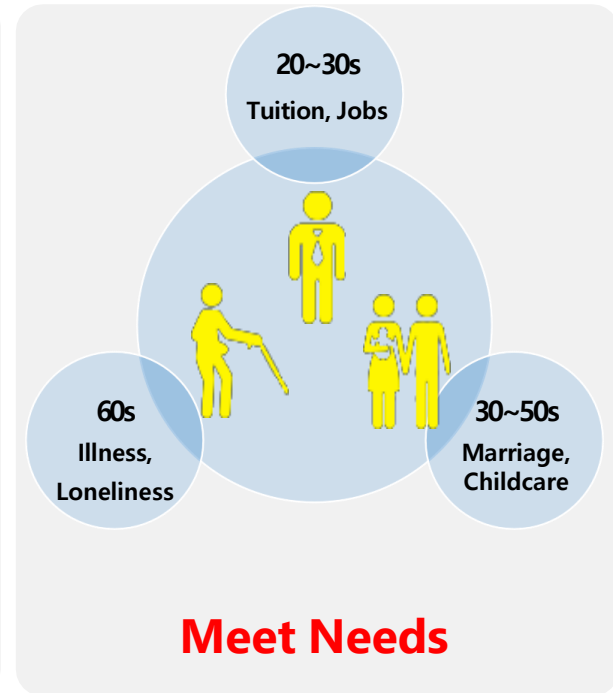 20~30s
Tuition, Jobs
60s
Illness,
Loneliness
30~50s
Marriage,
Childcare
Meet Needs